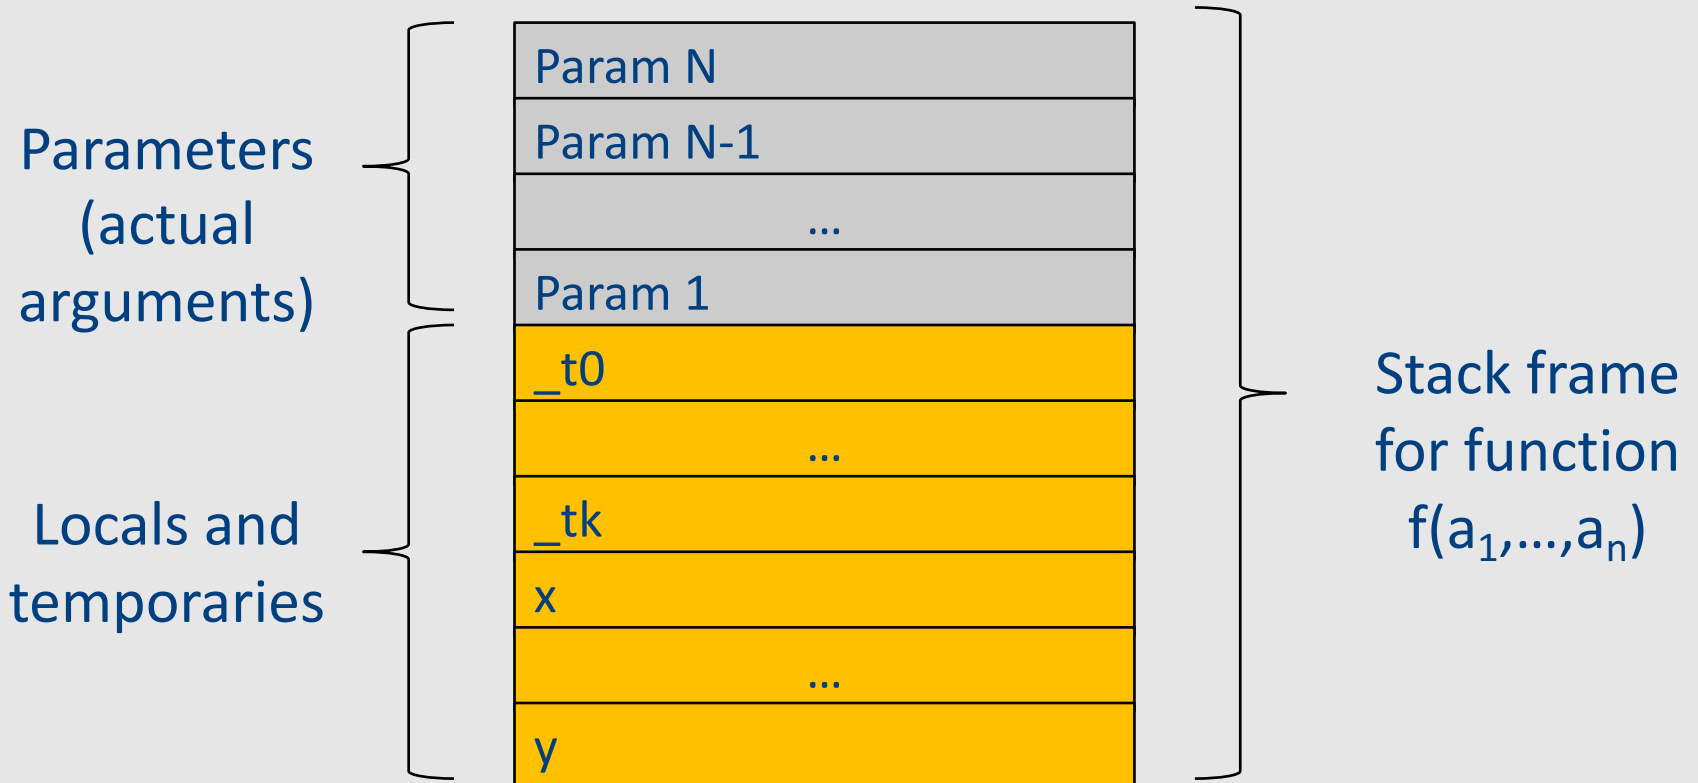 Parameters
(actual
arguments)
Locals and
temporaries
Param N
Param N-1
...
Param 1
_t0
...
_tk
x
...
y
Stack frame
for function
f(a₁,...,aₙ)